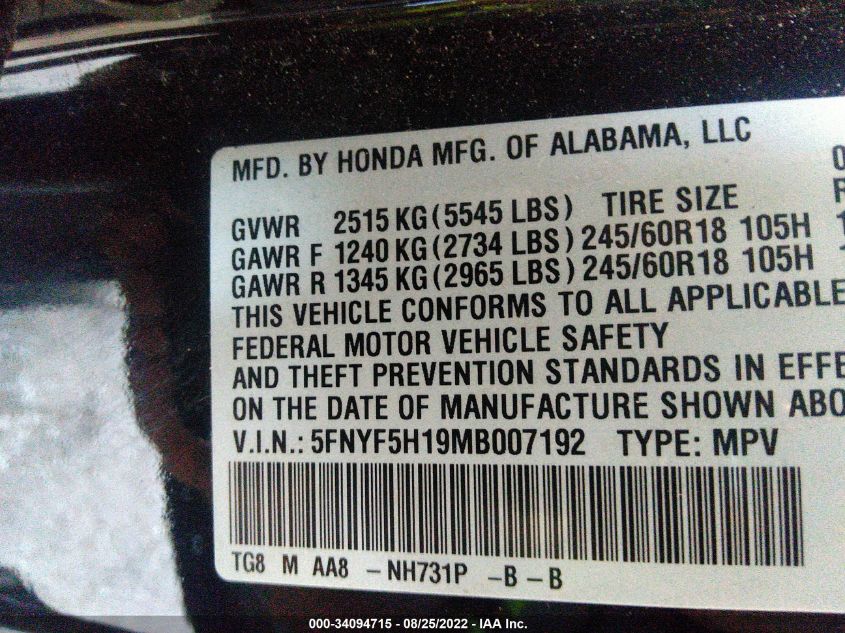 MFD. BY HONDA MFG. OF ALABAMA, LLC
GVWR 2515 KG (5545 LBS) TIRE SIZE
GAWR F 1240 KG (2734 LBS) 245/60R18 105H
GAWR R 1345 KG (2965 LBS) 245/60R18 105H
THIS VEHICLE CONFORMS TO ALL APPLICABLE
FEDERAL MOTOR VEHICLE SAFETY
AND THEFT PREVENTION STANDARDS IN EFFE
ON THE DATE OF MANUFACTURE SHOWN ABO
V.I.N.: 5FNYF5H19MB007192 TYPE: MPV
TG8 M AA8 - NH731P - B - B
000-34094715 - 08/25/2022 - IAA Inc.